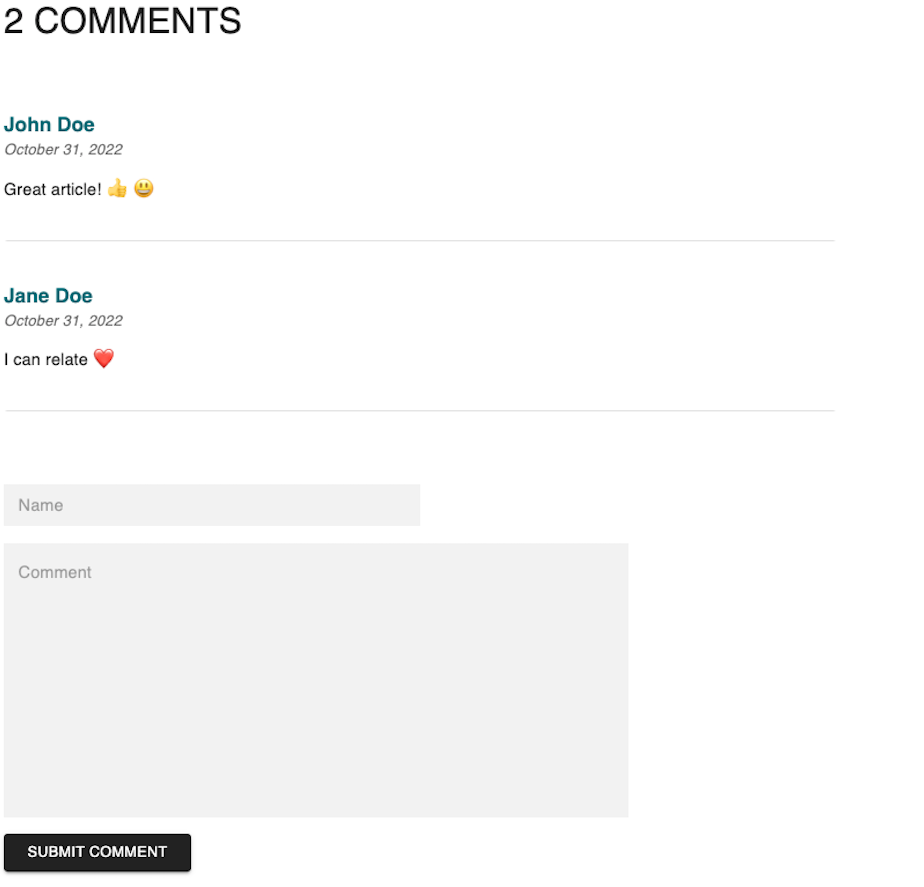 2 COMMENTS
John Doe
October 31, 2022
Great article! 👍 😃
Jane Doe
October 31, 2022
I can relate ❤️
Name
Comment
SUBMIT COMMENT